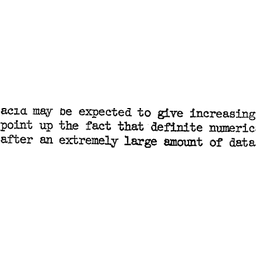 acid may be expected to give increasing
point up the fact that definite numeric
after an extremely large amount of data